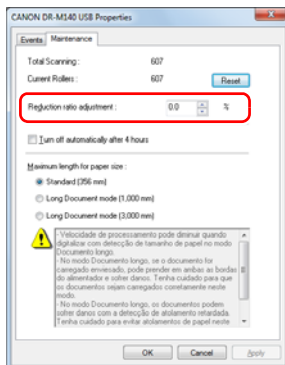 CANON DR-M140 USB Properties
Events Maintenance
Total Scanning : 607
Current Rollers : 607 Reset
Reduction ratio adjustment : 0.0 %
Turn off automatically after 4 hours
Maximum length for paper size :
Standard (356 mm)
Long Document mode (1,000 mm)
Long Document mode (3,000 mm)
- Velocidade de processamento pode diminuir quando
digitalizar com detecção de tamanho de papel no modo
Documento longo.
- No modo Documento longo, se o documento for
carregado enviesado, pode prender em ambas as bordas
do alimentador e sofrer danos. Tenha cuidado para que
os documentos sejam carregados corretamente neste
modo.
- No modo Documento longo, os documentos podem
sofrer danos com a detecção de atolamento retardada.
Tenha cuidado para evitar atolamentos de papel neste
OK Cancel Apply